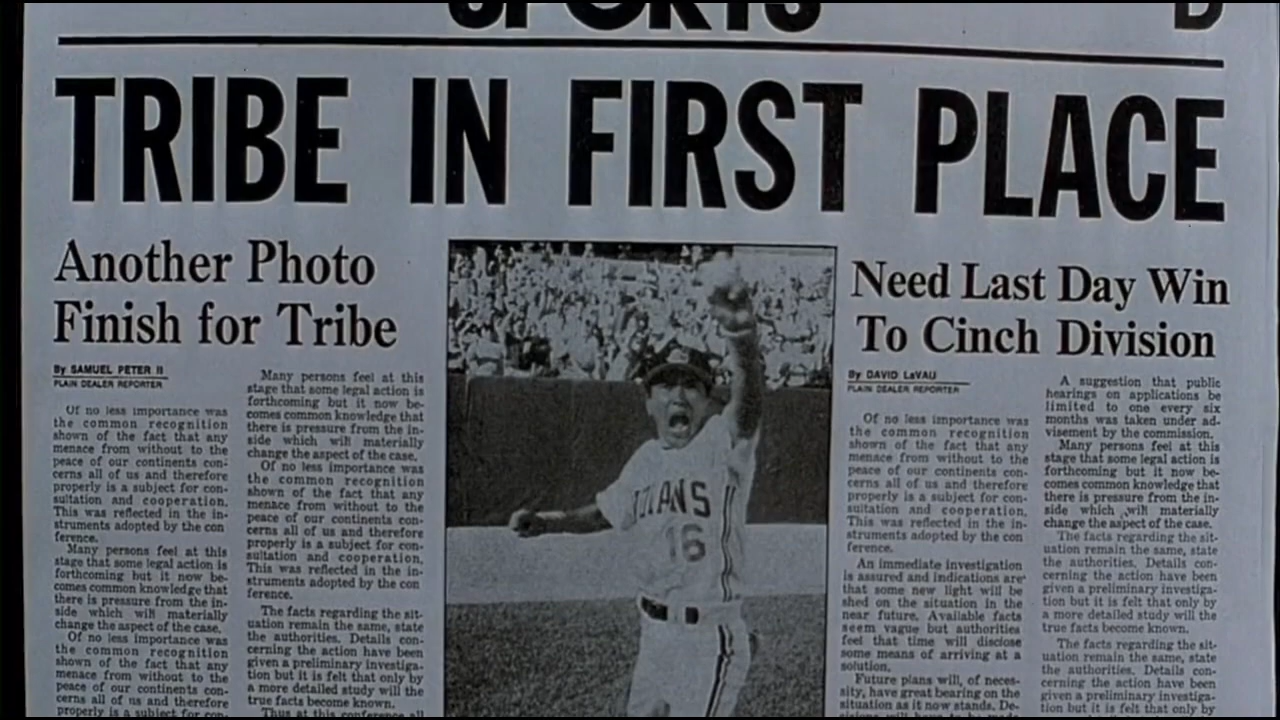 SPORTS D
TRIBE IN FIRST PLACE
Another Photo
Finish for Tribe
By SAMUEL PETER II
PLAIN DEALER REPORTER
Of no less importance was
the common recognition
shown of the fact that any
menace from without to the
peace of our continents con-
cerns all of us and therefore
properly is a subject for con-
sultation and cooperation.
This was reflected in the in-
struments adopted by the con
ference.
Many persons feel at this
stage that some legal action is
forthcoming but it now be-
comes common knowledge that
there is pressure from the in-
side which will materially
change the aspect of the case.
Of no less importance was
the common recognition
shown of the fact that any
menace from without to the
peace of our continents con-
cerns all of us and therefore
properly is a subject for con-
Many persons feel at this
stage that some legal action is
forthcoming but it now be-
comes common knowledge that
there is pressure from the in-
side which will materially
change the aspect of the case.
Of no less importance was
the common recognition
shown of the fact that any
menace from without to the
peace of our continents con-
cerns all of us and therefore
properly is a subject for con-
sultation and cooperation.
This was reflected in the in-
struments adopted by the con
ference.
The facts regarding the sit-
uation remain the same, state
the authorities. Details con-
cerning the action have been
given a preliminary investiga-
tion but it is felt that only by
a more detailed study will the
true facts become known.
Thus at this conference all
DIANS
16
Need Last Day Win
To Cinch Division
By DAVID LaVAU
PLAIN DEALER REPORTER
Of no less importance was
the common recognition
shown of the fact that any
menace from without to the
peace of our continents con-
cerns all of us and therefore
properly is a subject for con-
sultation and cooperation.
This was reflected in the in-
struments adopted by the con
ference.
An immediate investigation
is assured and indications are
that some new light will be
shed on the situation in the
near future. Available facts
seem vague but authorities
feel that time will disclose
some means of arriving at a
solution.
Future plans will, of neces-
sity, have great bearing on the
situation as it now stands. De-
A suggestion that public
hearings on applications be
limited to one every six
months was taken under ad-
visement by the commission.
Many persons feel at this
stage that some legal action is
forthcoming but it now be-
comes common knowledge that
there is pressure from the in-
side which will materially
change the aspect of the case.
The facts regarding the sit-
uation remain the same, state
the authorities. Details con-
cerning the action have been
given a preliminary investiga-
tion but it is felt that only by
a more detailed study will the
true facts become known.
The facts regarding the sit-
uation remain the same, state
the authorities. Details con-
cerning the action have been
given a preliminary investiga-
tion but it is felt that only by